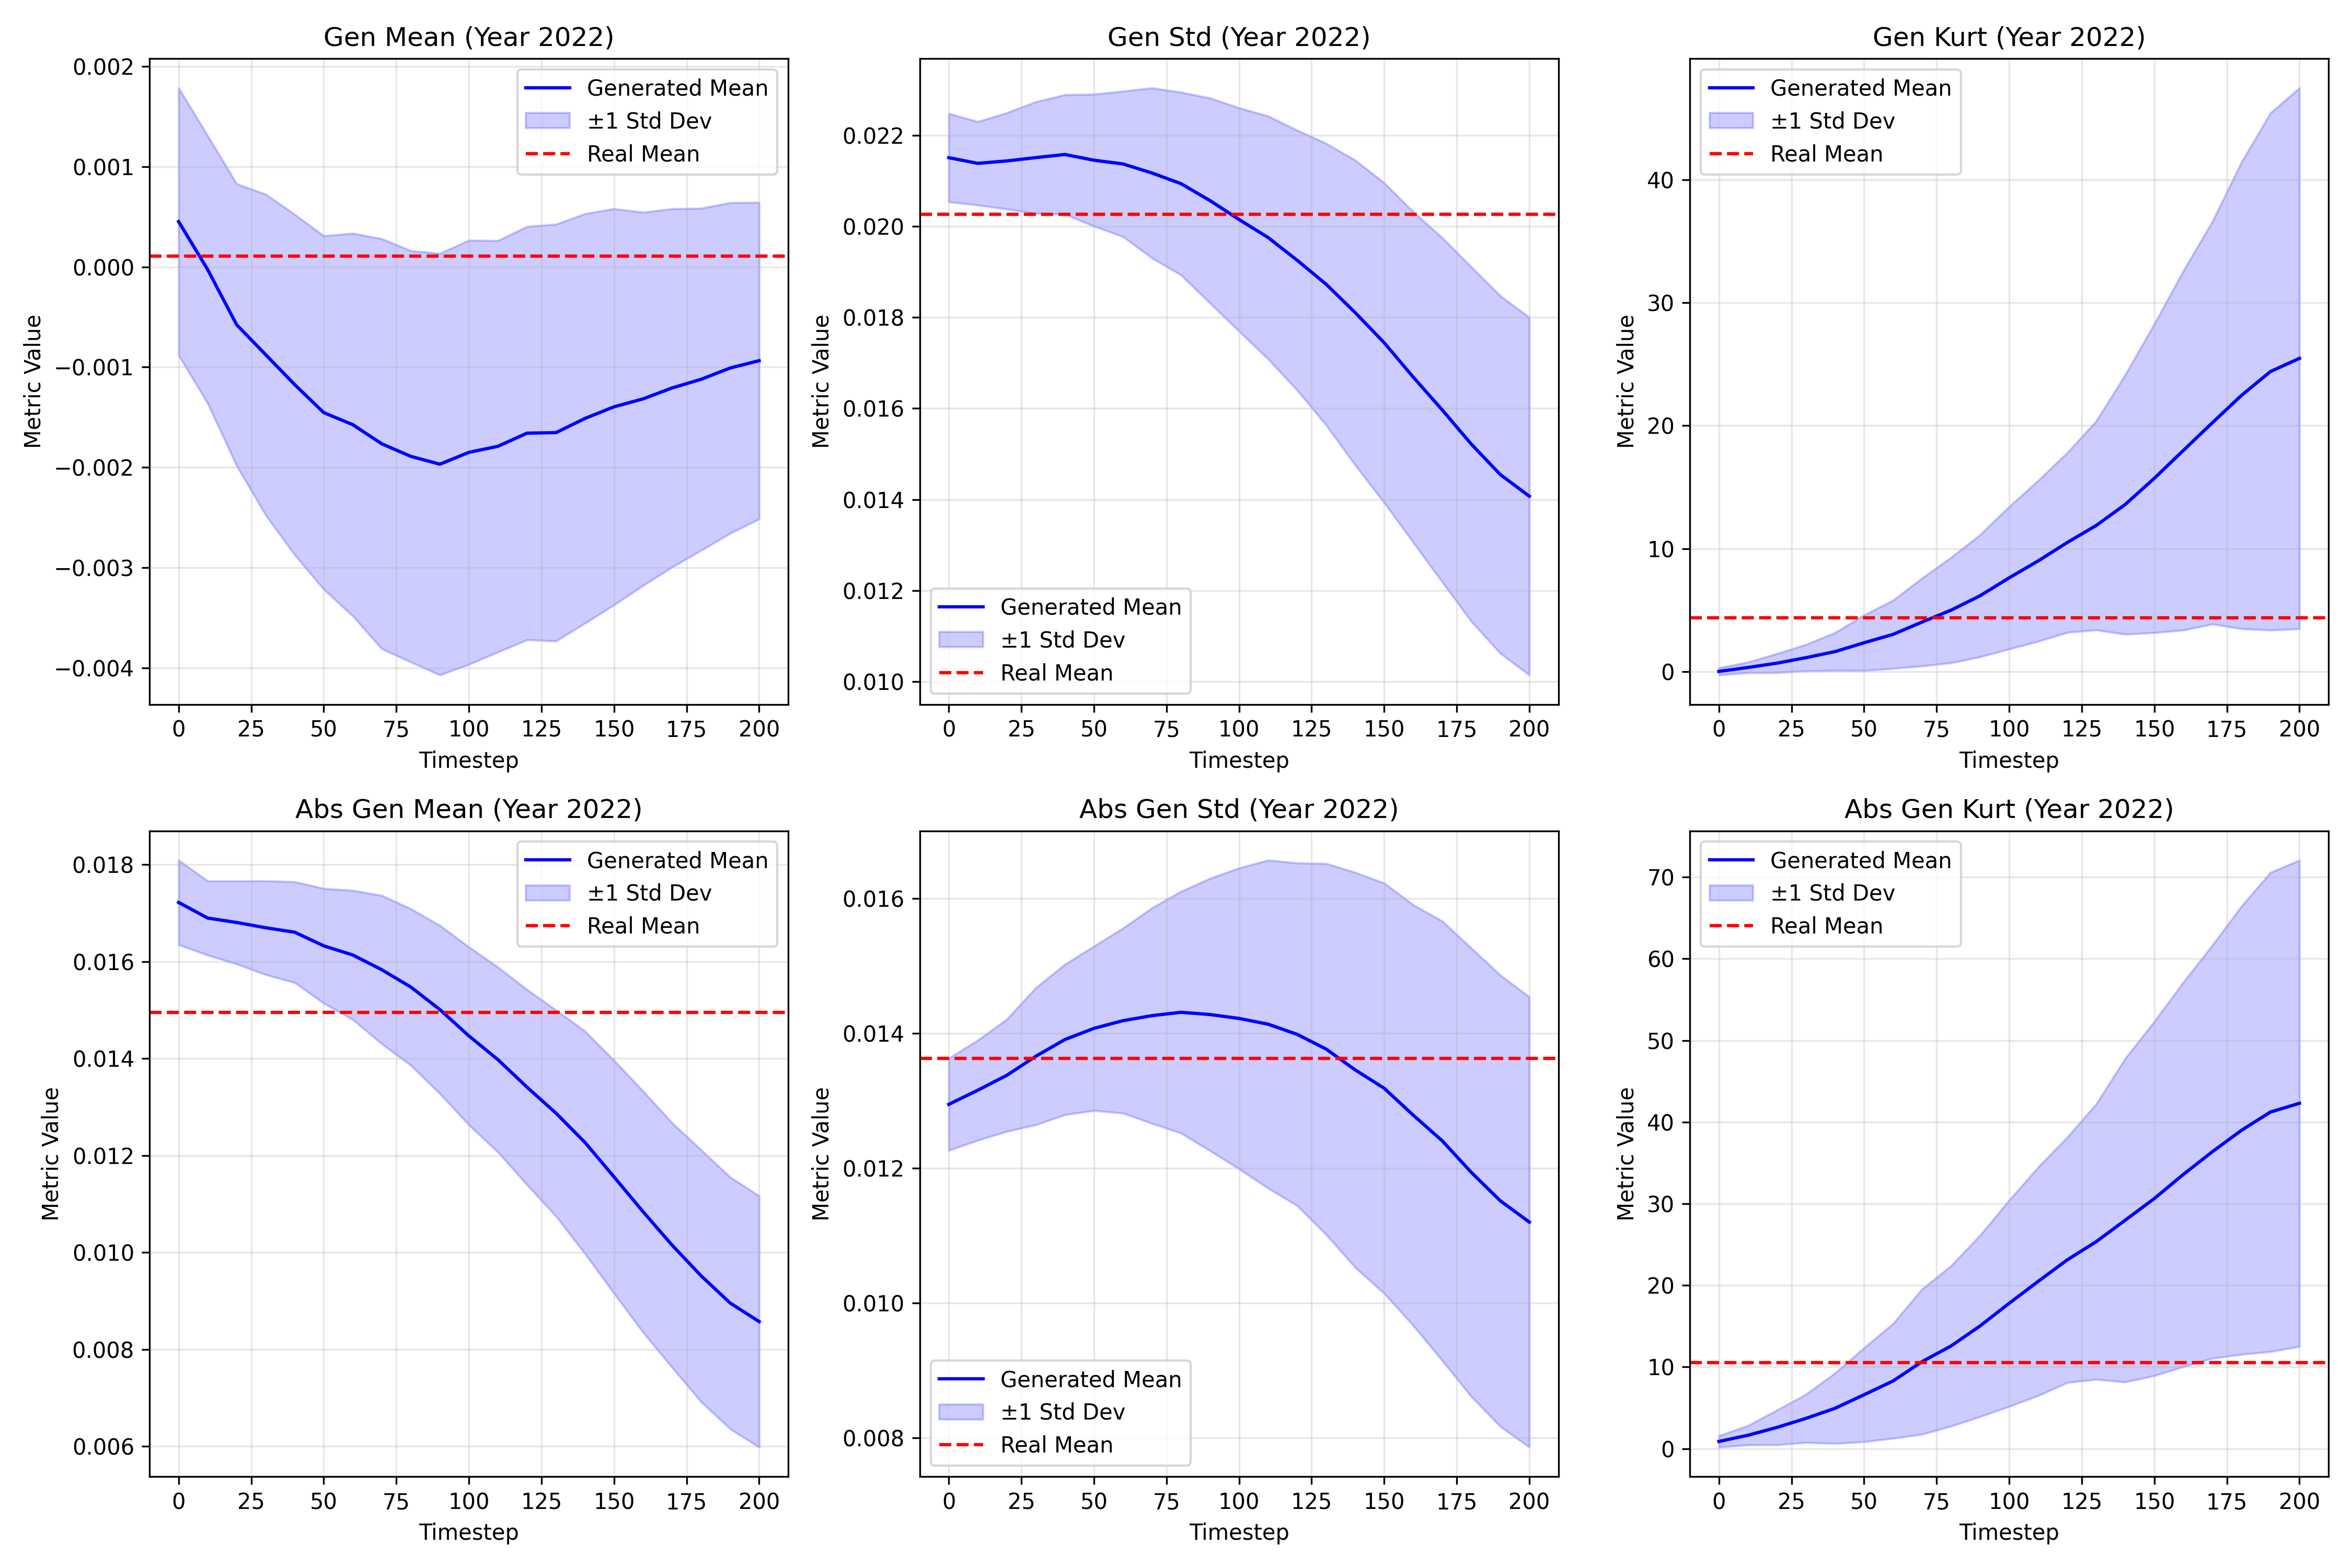 Gen Mean (Year 2022)
Metric Value
0.002
0.001
0.000
−0.001
−0.002
−0.003
−0.004
Generated Mean
±1 Std Dev
Real Mean
0 25 50 75 100 125 150 175 200
Timestep
Gen Std (Year 2022)
Metric Value
0.022
0.020
0.018
0.016
0.014
0.012
0.010
Generated Mean
±1 Std Dev
Real Mean
0 25 50 75 100 125 150 175 200
Timestep
Gen Kurt (Year 2022)
Metric Value
40
30
20
10
0
Generated Mean
±1 Std Dev
Real Mean
0 25 50 75 100 125 150 175 200
Timestep
Abs Gen Mean (Year 2022)
Metric Value
0.018
0.016
0.014
0.012
0.010
0.008
0.006
Generated Mean
±1 Std Dev
Real Mean
0 25 50 75 100 125 150 175 200
Timestep
Abs Gen Std (Year 2022)
Metric Value
0.016
0.014
0.012
0.010
0.008
Generated Mean
±1 Std Dev
Real Mean
0 25 50 75 100 125 150 175 200
Timestep
Abs Gen Kurt (Year 2022)
Metric Value
70
60
50
40
30
20
10
0
Generated Mean
±1 Std Dev
Real Mean
0 25 50 75 100 125 150 175 200
Timestep